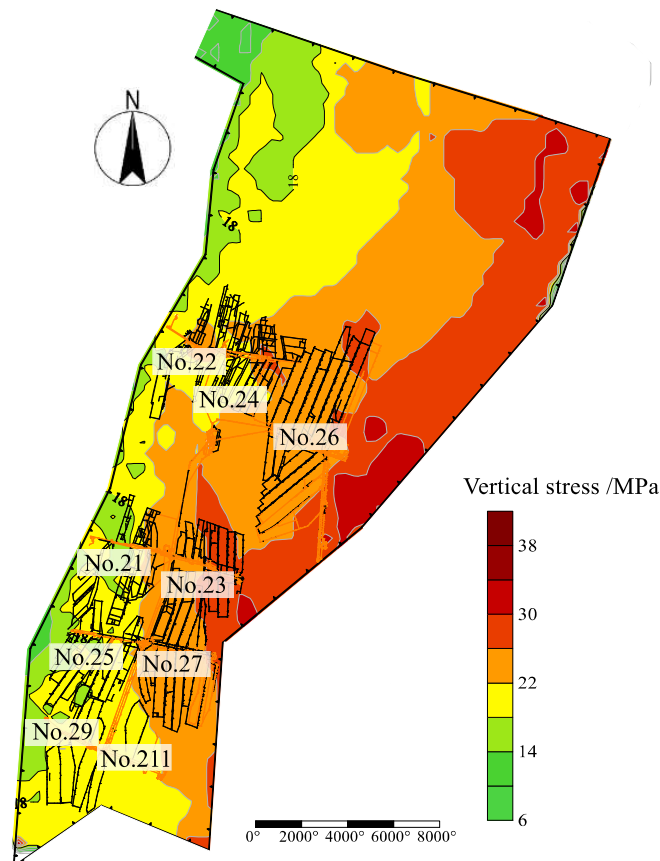 N
18
18
No.22
No.24
No.26
Vertical stress /MPa
18
38
No.21
No.23
30
No.25
No.27
22
No.29
No.211
14
18
6
0° 2000° 4000° 6000° 8000°